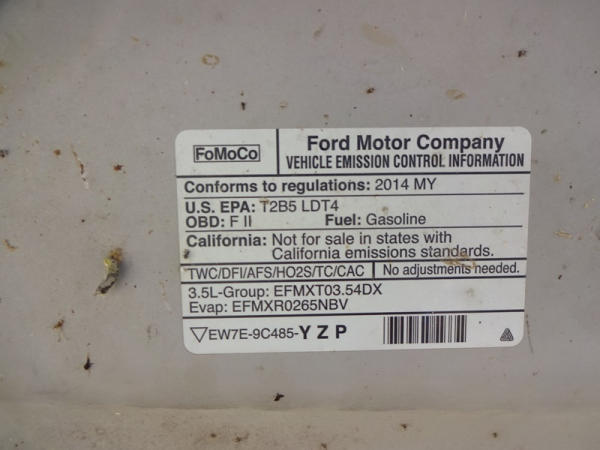 FoMoCo
Ford Motor Company
VEHICLE EMISSION CONTROL INFORMATION
Conforms to regulations: 2014 MY
U.S. EPA: T2B5 LDT4
OBD: F II Fuel: Gasoline
California: Not for sale in states with
California emissions standards.
TWC/DFI/AFS/HO2S/TC/CAC No adjustments needed.
3.5L-Group: EFMXT03.54DX
Evap: EFMXR0265NBV
EW7E-9C485-Y Z P